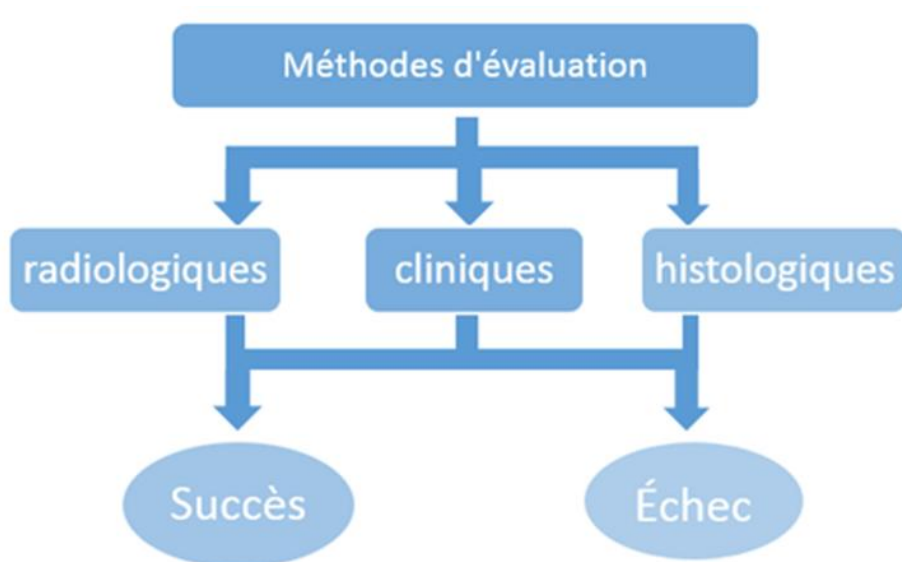 Méthodes d'évaluation
radiologiques
cliniques
histologiques
Succès
Échec